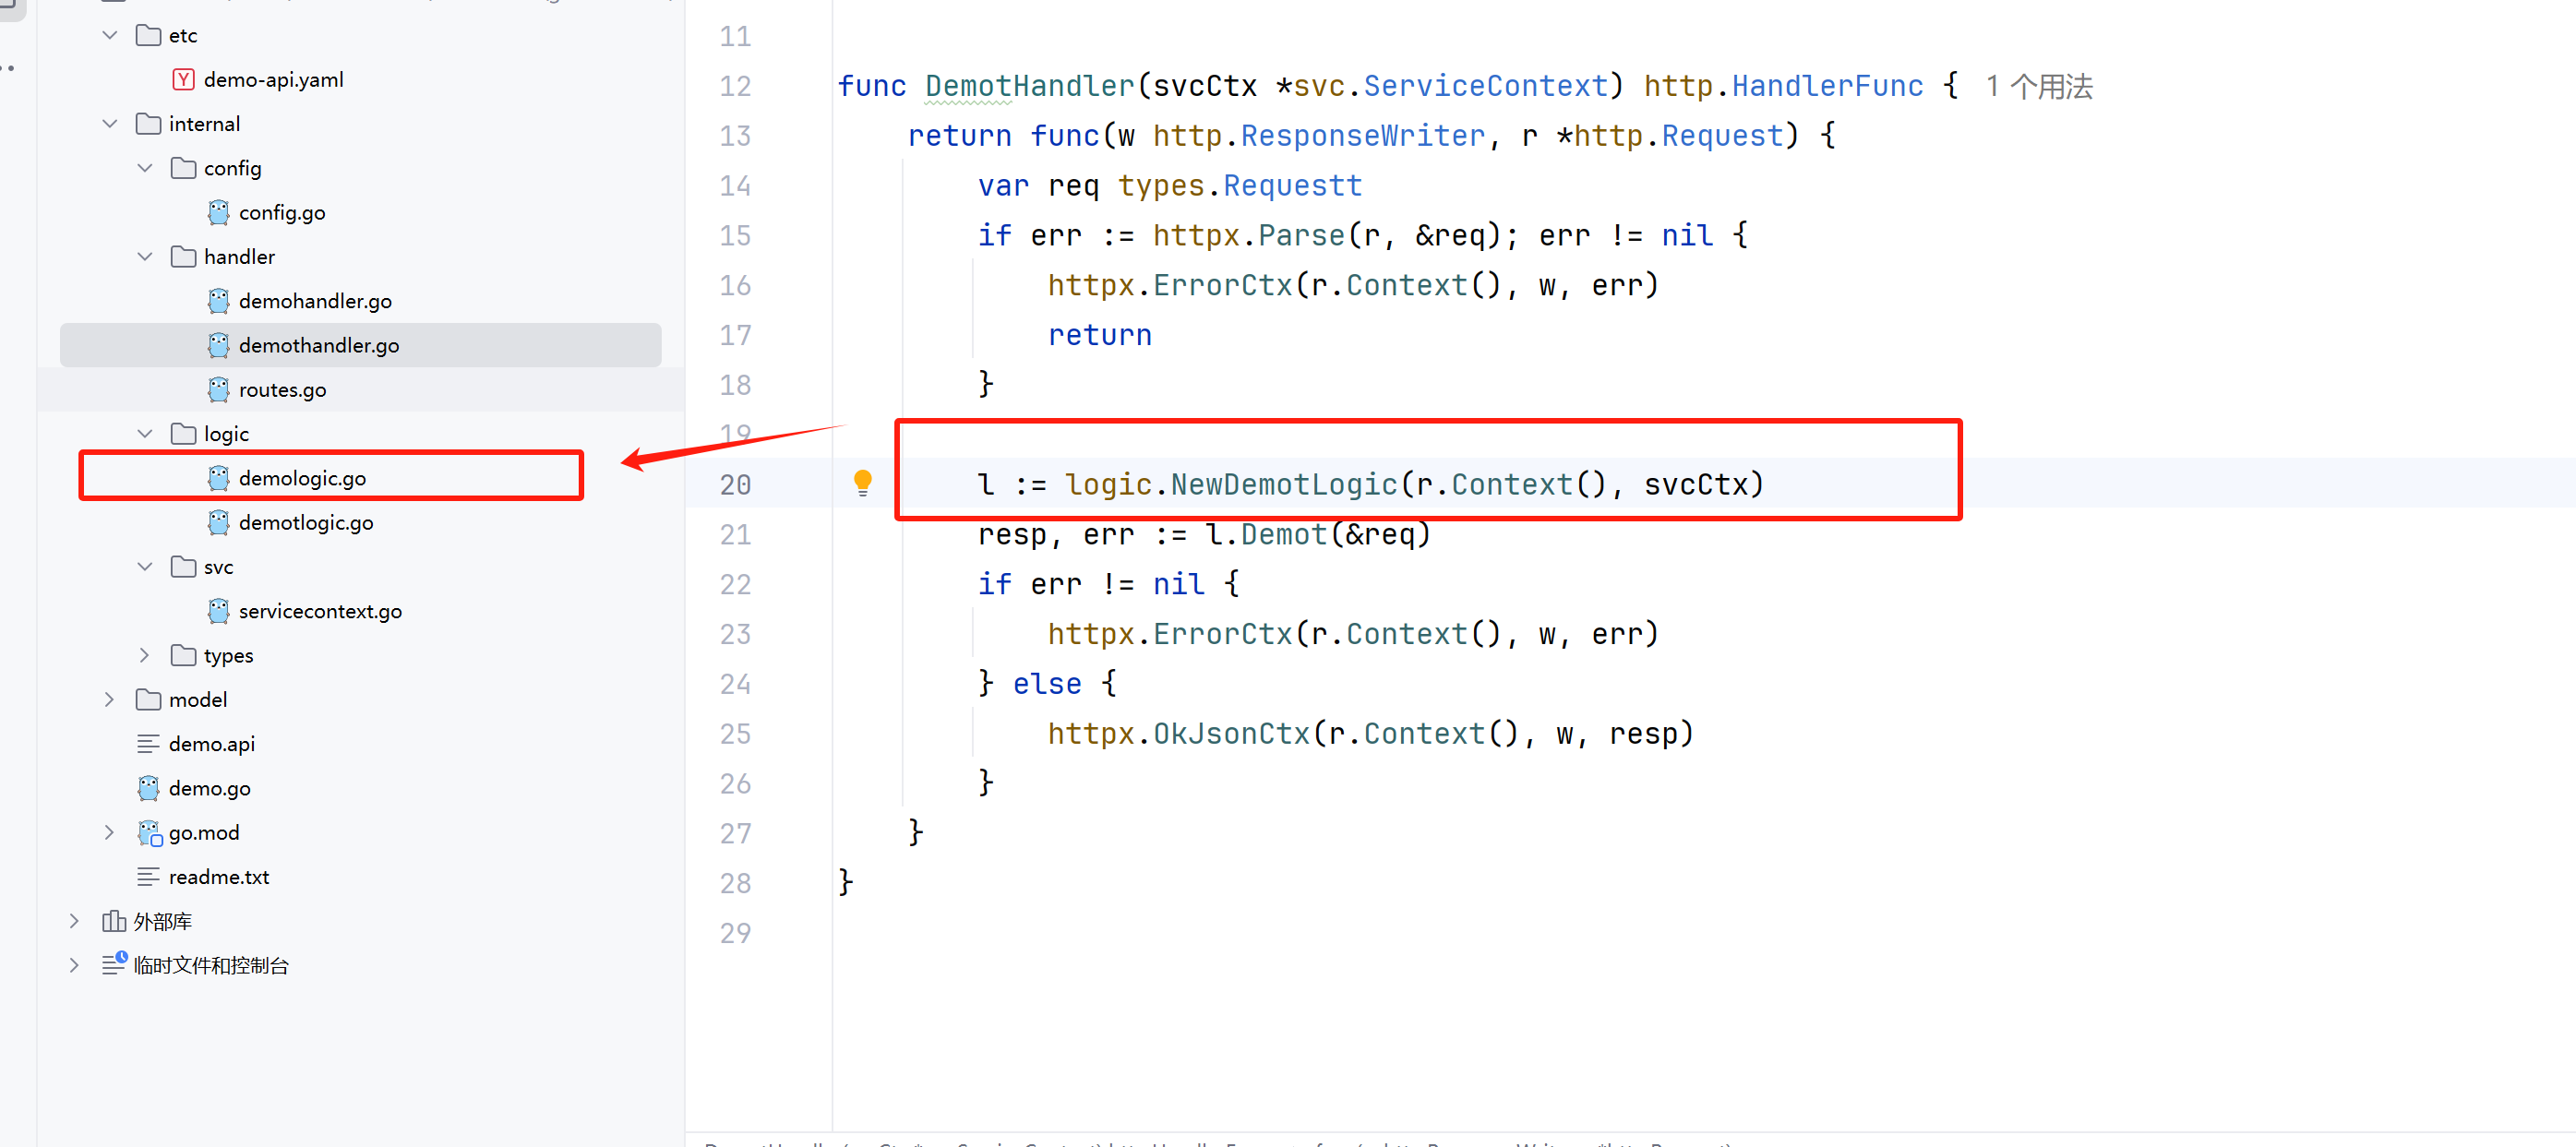 etc
demo-api.yaml
internal
config
config.go
handler
demohandler.go
demothandler.go
routes.go
logic
demologic.go
demotlogic.go
svc
servicecontext.go
types
model
demo.api
demo.go
go.mod
readme.txt
外部库
临时文件和控制台
11
12 func DemotHandler(svcCtx *svc.ServiceContext) http.HandlerFunc { 1 个用法
13 return func(w http.ResponseWriter, r *http.Request) {
14 var req types.Requestt
15 if err := httpx.Parse(r, &req); err != nil {
16 httpx.ErrorCtx(r.Context(), w, err)
17 return
18 }
19
20 l := logic.NewDemotLogic(r.Context(), svcCtx)
21 resp, err := l.Demot(&req)
22 if err != nil {
23 httpx.ErrorCtx(r.Context(), w, err)
24 } else {
25 httpx.OkJsonCtx(r.Context(), w, resp)
26 }
27 }
28 }
29